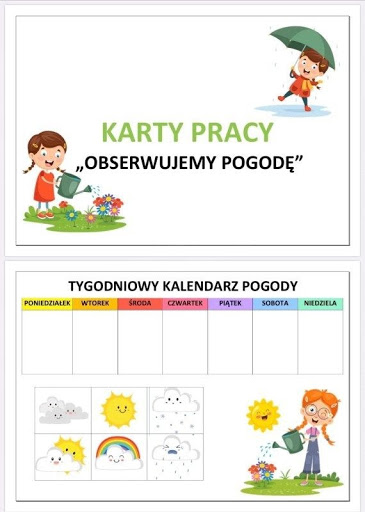 KARTY PRACY
„OBSERWUJEMY POGODĘ”
TYGODNIOWY KALENDARZ POGODY
PONIEDZIAŁEK WTOREK ŚRODA CZWARTEK PIĄTEK SOBOTA NIEDZIELA